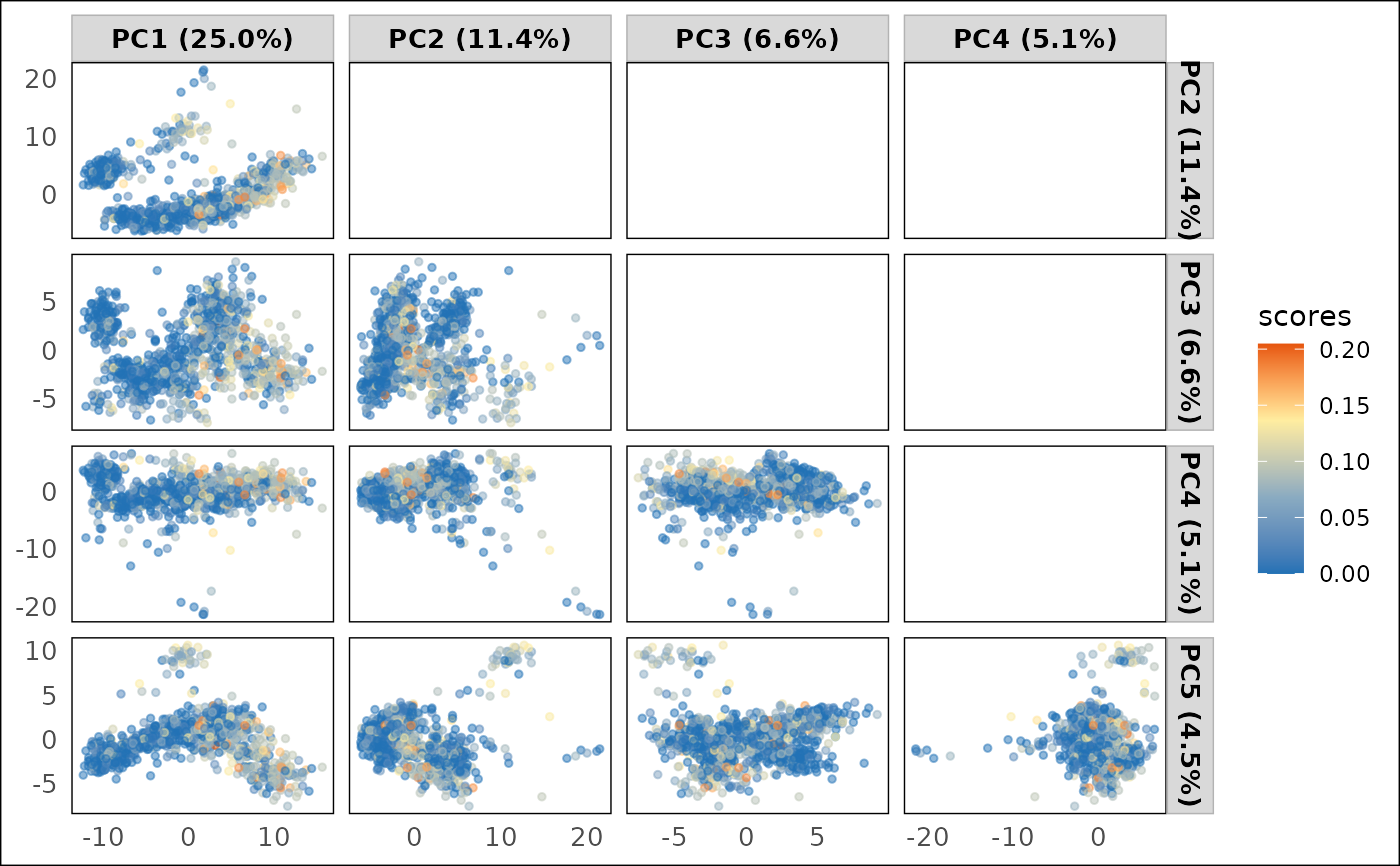 PC1 (25.0%) PC2 (11.4%) PC3 (6.6%) PC4 (5.1%)
20
10
0
PC2 (11.4%)
5
0
-5
PC3 (6.6%)
0
-10
-20
PC4 (5.1%)
10
5
0
-5
PC5 (4.5%)
-10 0 10 0 10 20 -5 0 5 -20 -10 0
scores
0.20
0.15
0.10
0.05
0.00